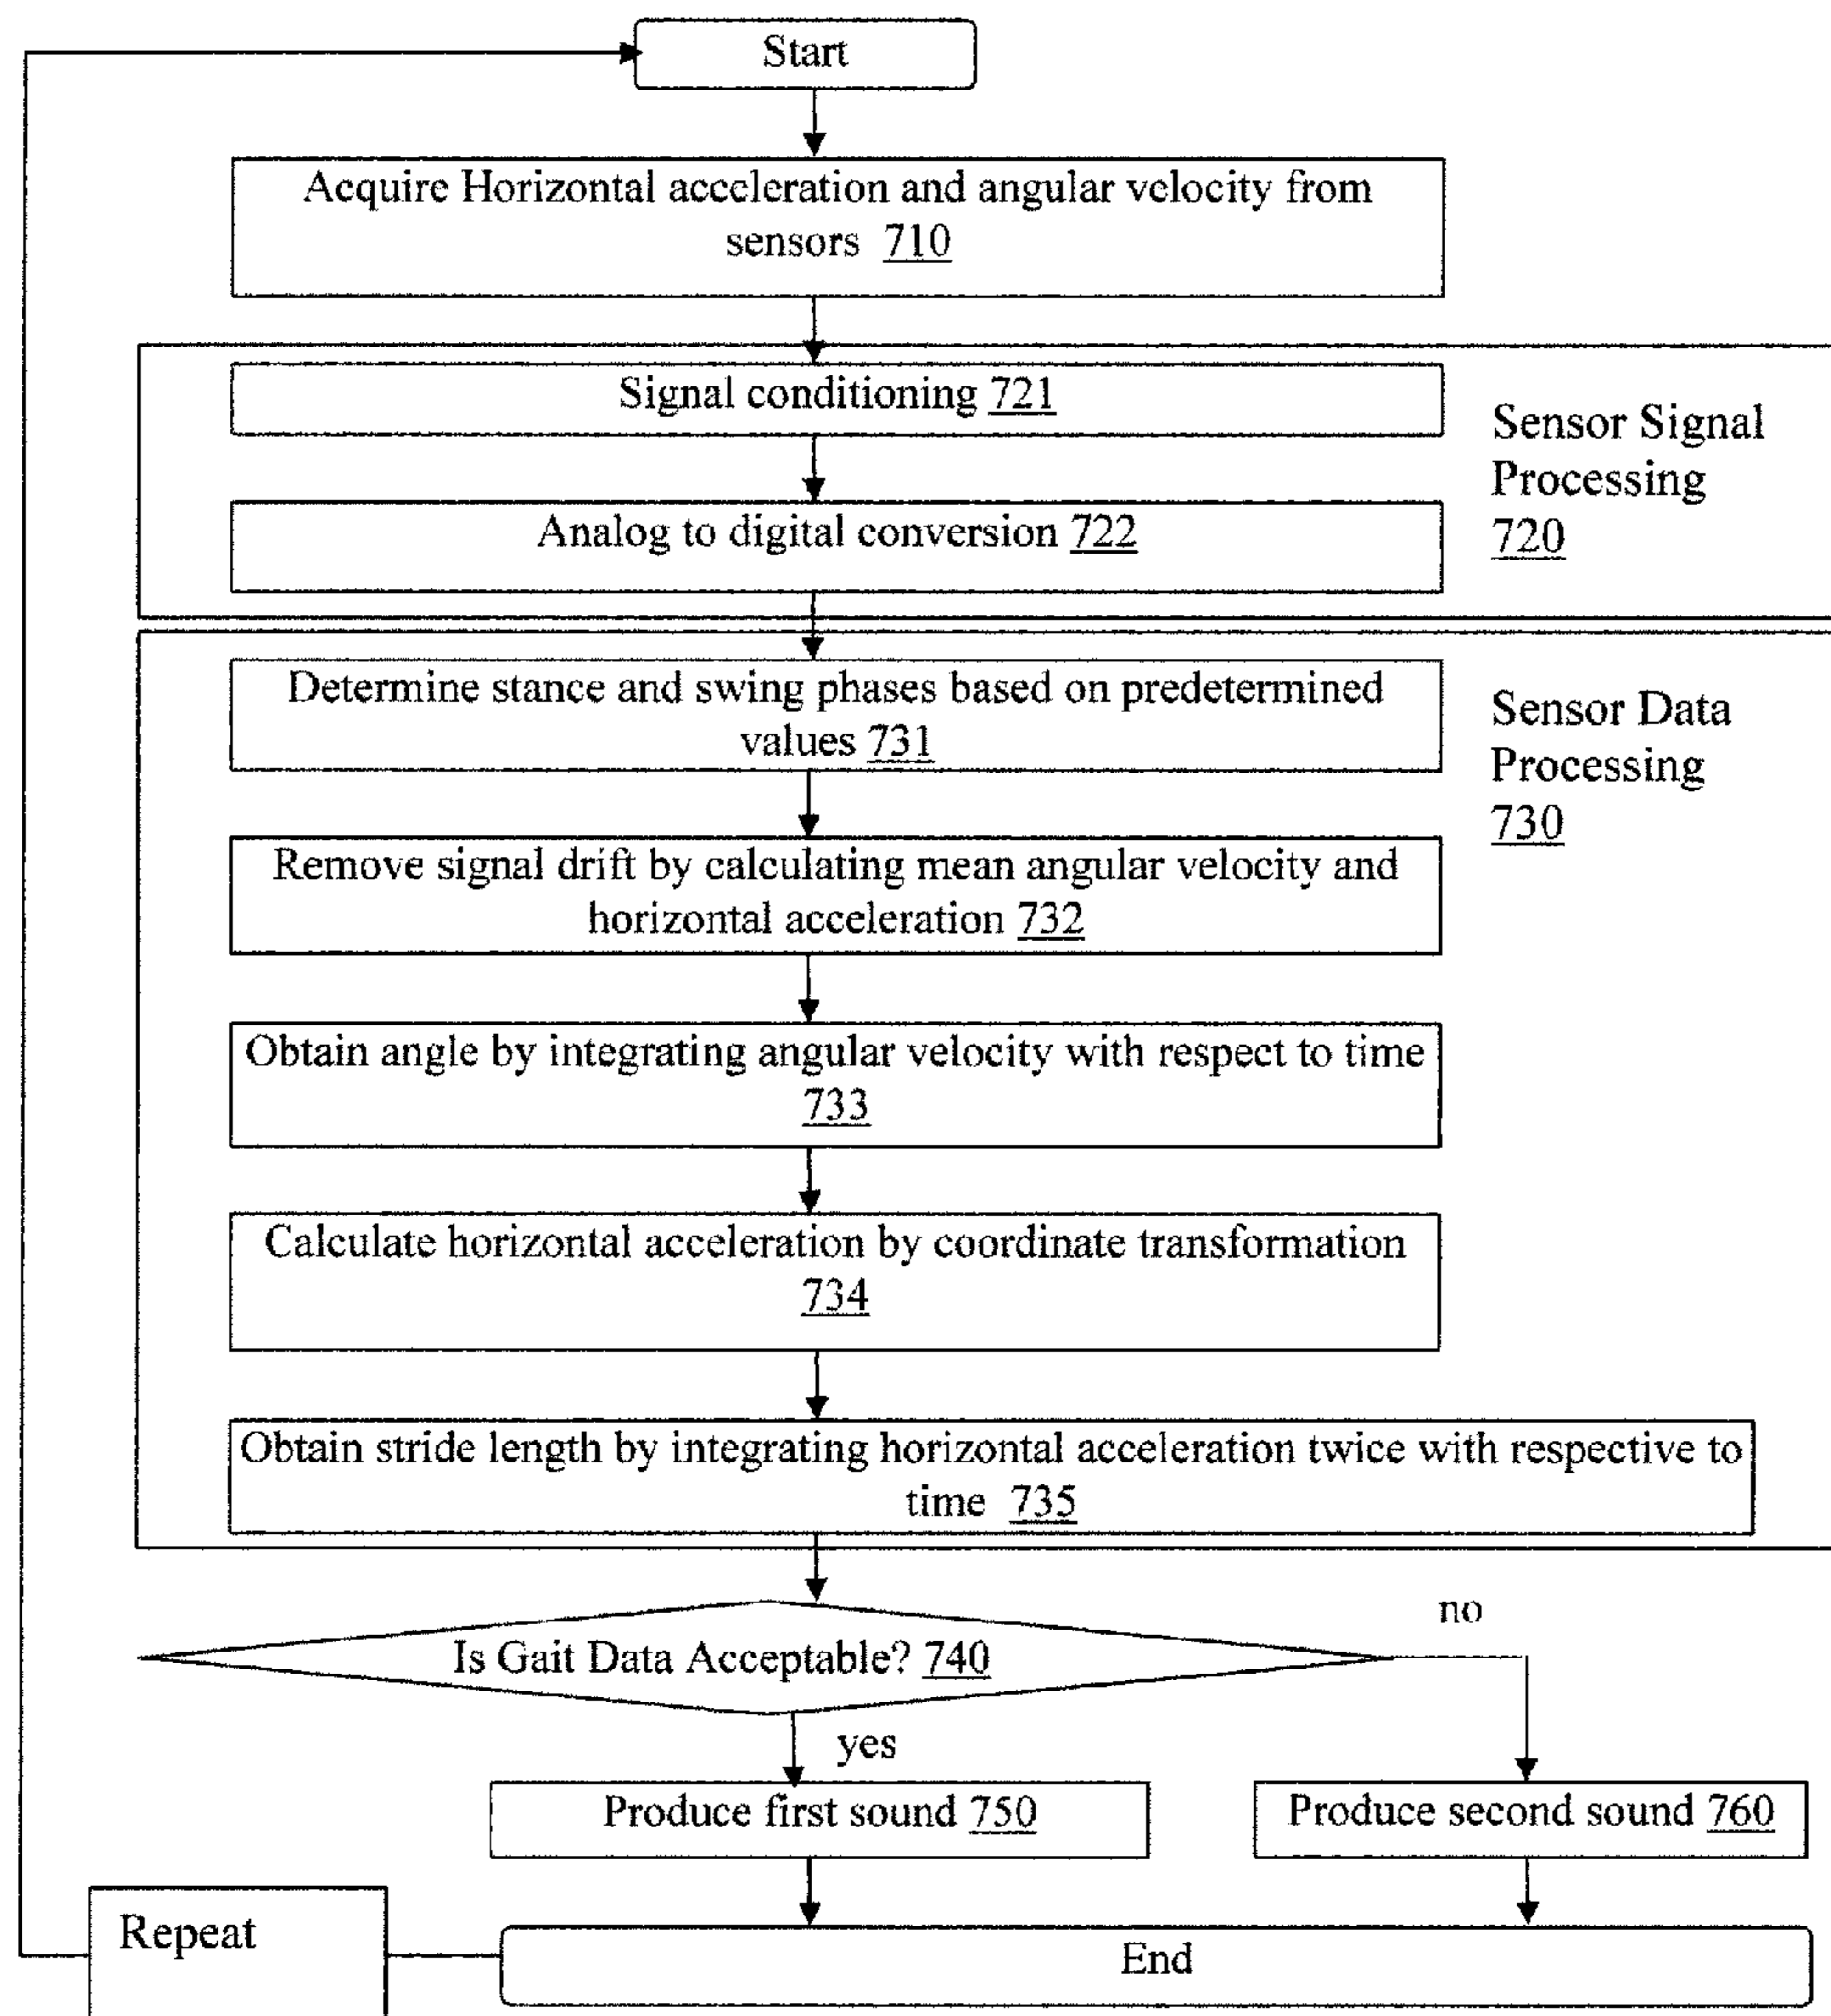 Start
Acquire Horizontal acceleration and angular velocity from
sensors 710
Signal conditioning 721
Analog to digital conversion 722
Sensor Signal
Processing
720
Determine stance and swing phases based on predetermined
values 731
Sensor Data
Processing
730
Remove signal drift by calculating mean angular velocity and
horizontal acceleration 732
Obtain angle by integrating angular velocity with respect to time
733
Calculate horizontal acceleration by coordinate transformation
734
Obtain stride length by integrating horizontal acceleration twice with respective to
time 735
Is Gait Data Acceptable? 740
no
yes
Produce first sound 750
Produce second sound 760
Repeat
End